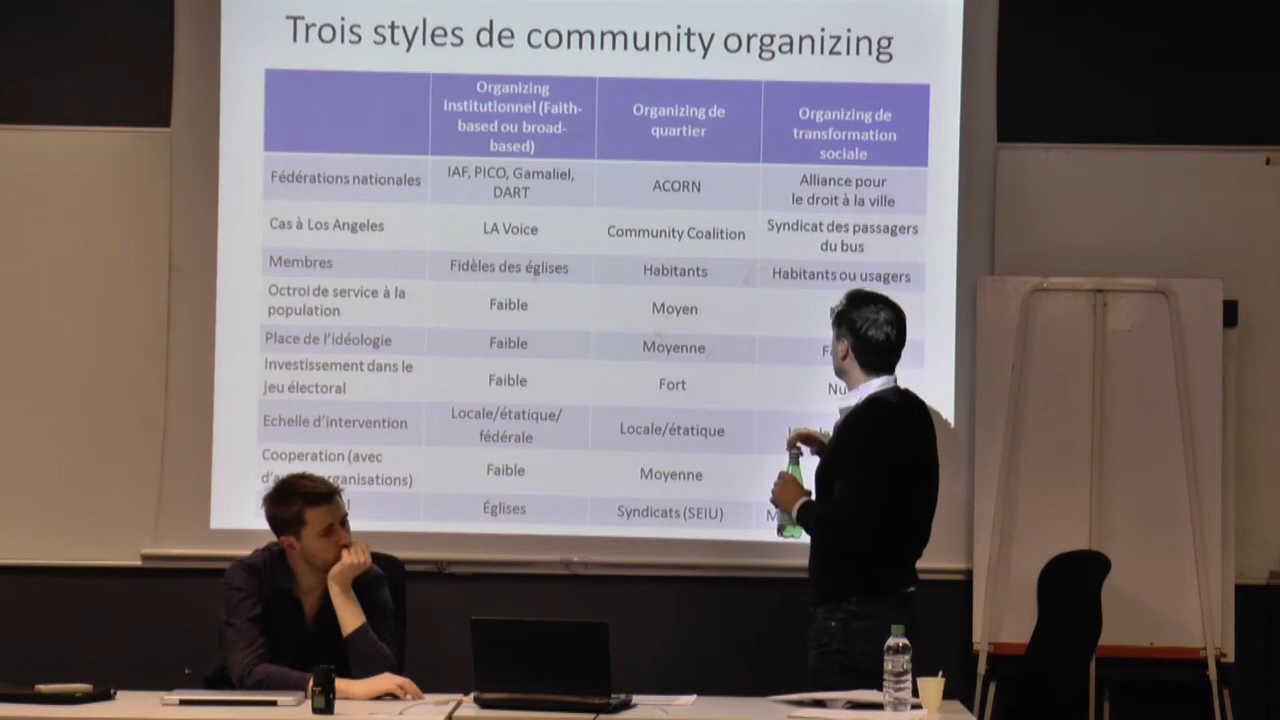 Trois styles de community organizing
Organizing
institutionnel (Faith-
based ou broad-
based)
Organizing de
quartier
Organizing de
transformation
sociale
Fédérations nationales
IAF, PICO, Gamaliel,
DART
ACORN
Alliance pour
le droit à la ville
Cas à Los Angeles
LA Voice
Community Coalition
Syndicat des passagers
du bus
Membres
Fidèles des églises
Habitants
Habitants ou usagers
Octroi de service à la
population
Faible
Moyen
Place de l'idéologie
Faible
Moyenne
Investissement dans le
jeu électoral
Faible
Fort
Echelle d'intervention
Locale/étatique/
fédérale
Locale/étatique
Cooperation (avec
Faible
Moyenne
Églises
Syndicats (SEIU)